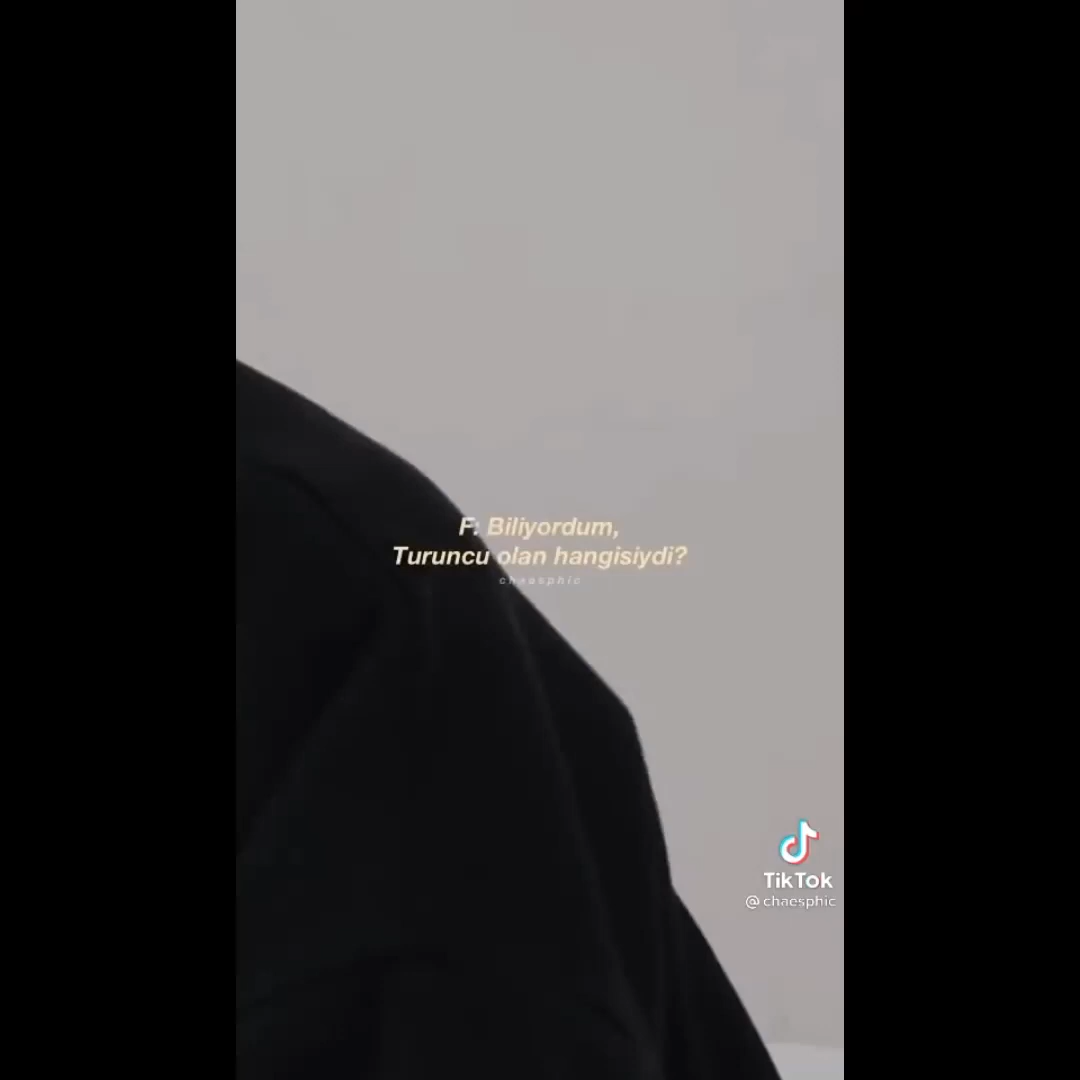 F: Biliyordum,
Turuncu olan hangisiydi?
chaesphic
TikTok
@chaesphic